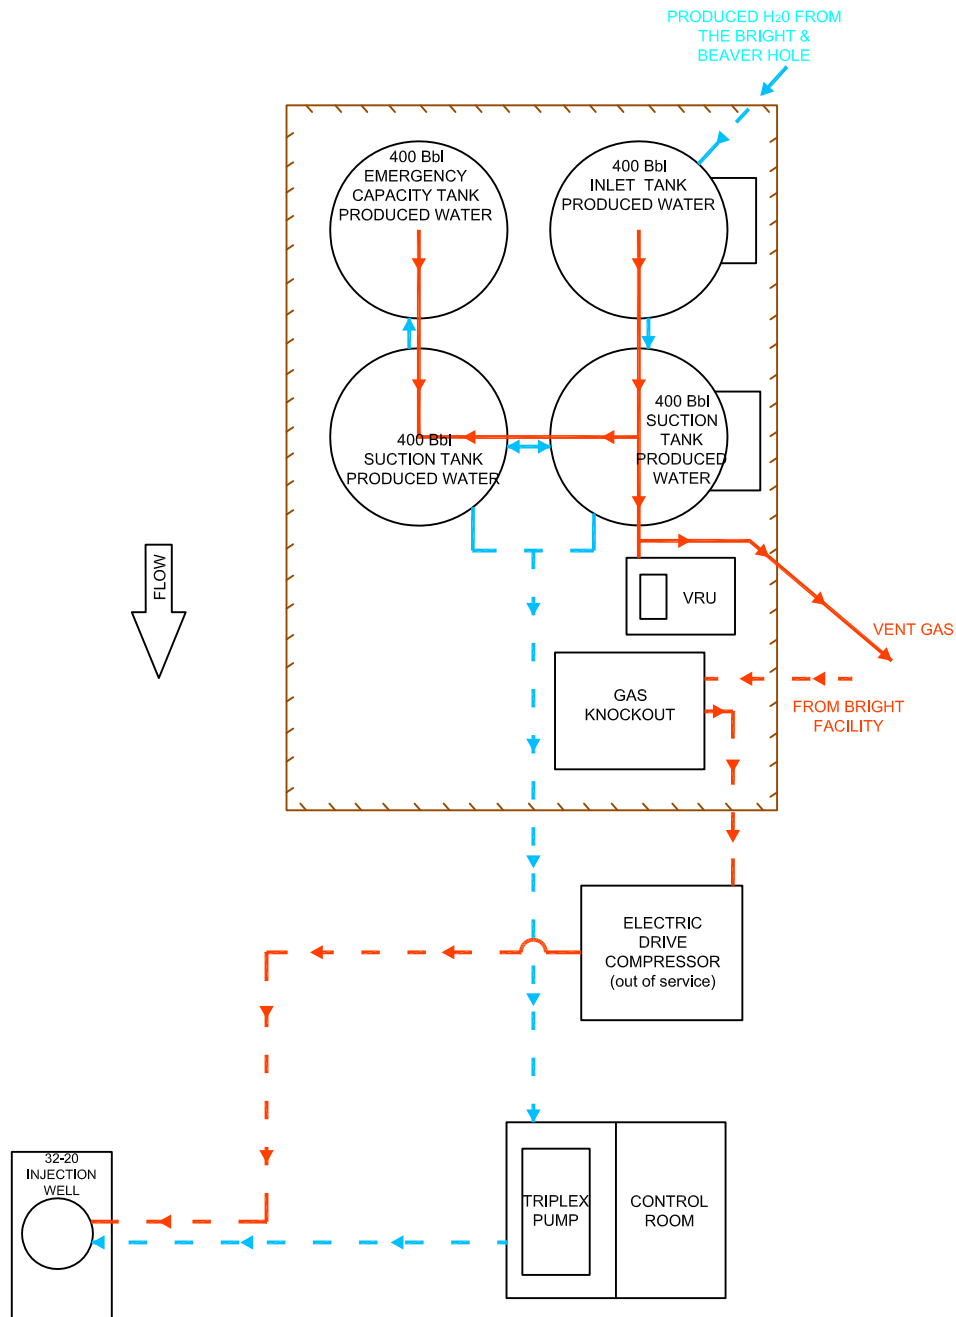 PRODUCED H20 FROM
THE BRIGHT &
BEAVER HOLE
400 Bbl
EMERGENCY
CAPACITY TANK
PRODUCED WATER
400 Bbl
INLET TANK
PRODUCED WATER
400 Bbl
SUCTION TANK
PRODUCED WATER
400 Bbl
SUCTION
TANK
PRODUCED
WATER
FLOW
VRU
VENT GAS
GAS
KNOCKOUT
FROM BRIGHT
FACILITY
ELECTRIC
DRIVE
COMPRESSOR
(out of service)
32-20
INJECTION
WELL
TRIPLEX
PUMP
CONTROL
ROOM